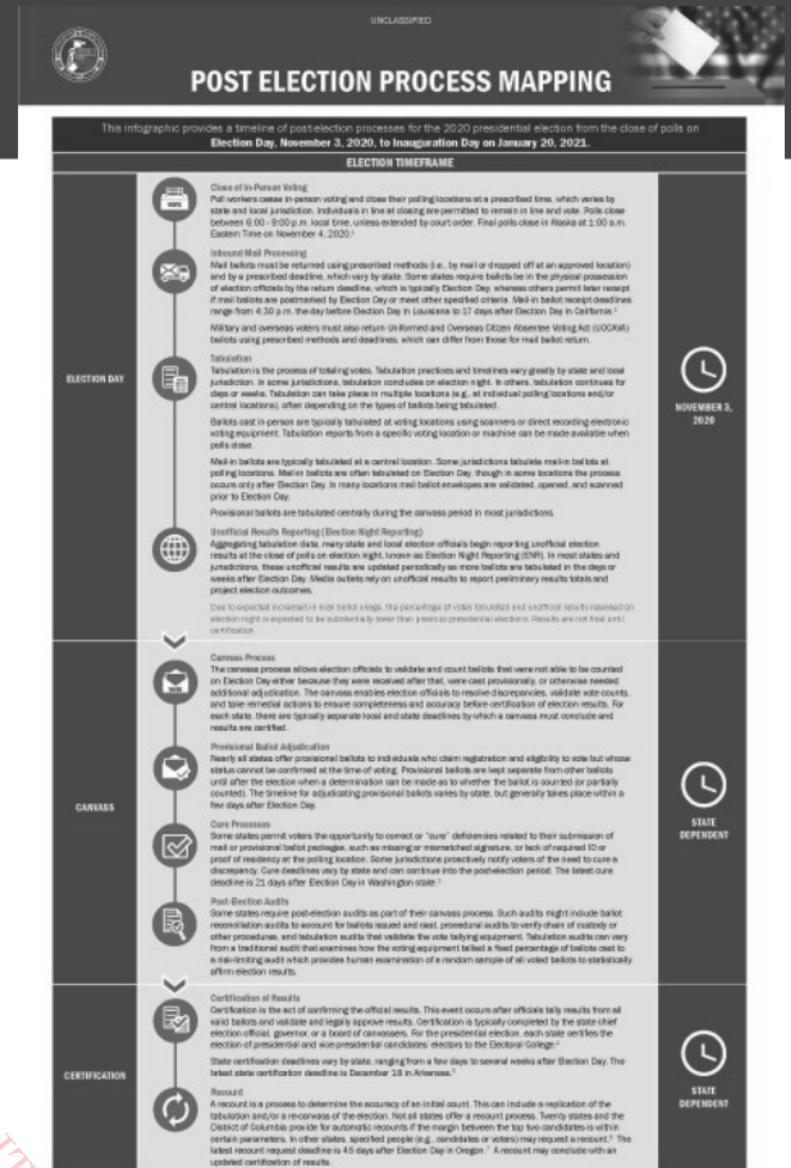 UNCLASSIFIED
POST ELECTION PROCESS MAPPING
This infographic provides a timeline of post-election processes for the 2020 presidential election from the close of polls on
Election Day, November 3, 2020, to Inauguration Day on January 20, 2021.
ELECTION TIMEFRAME
ELECTION DAY
Close of In-Person Voting
Poll workers cease in-person voting and close their polling locations at a prescribed time, which varies by
state and local jurisdiction. Individuals in line at closing are permitted to remain in line and vote. Polls close
between 6:00 - 9:00 p.m. local time, unless extended by court order. Final polls close in Alaska at 1:00 a.m.
Eastern Time on November 4, 2020.¹
Inbound Mail Processing
Mail ballots must be returned using prescribed methods (i.e., by mail or dropped off at an approved location)
and by a prescribed deadline, which vary by state. Some states require ballots be in the physical possession
of election officials by the return deadline, which is typically Election Day, whereas others permit later receipt
if mail ballots are postmarked by Election Day or meet other specified criteria. Mail-in ballot receipt deadlines
range from 4:30 p.m. the day before Election Day in Louisiana to 17 days after Election Day in California.²
Military and overseas voters must also return Uniformed and Overseas Citizen Absentee Voting Act (UOCAVA)
ballots using prescribed methods and deadlines, which can differ from those for mail ballot return.
Tabulation
Tabulation is the process of totaling votes. Tabulation practices and timelines vary greatly by state and local
jurisdiction. In some jurisdictions, tabulation concludes on election night. In others, tabulation continues for
days or weeks. Tabulation can take place in multiple locations (e.g., at individual polling locations and/or
central locations), often depending on the types of ballots being tabulated.
Ballots cast in-person are typically tabulated at voting locations using scanners or direct recording electronic
voting equipment. Tabulation reports from a specific voting location or machine can be made available when
polls close.
Mail-in ballots are typically tabulated at a central location. Some jurisdictions tabulate mail-in ballots at
polling locations. Mail-in ballots are often tabulated on Election Day, though in some locations the process
occurs only after Election Day. In many locations mail ballot envelopes are validated, opened, and scanned
prior to Election Day.
Provisional ballots are tabulated centrally during the canvass period in most jurisdictions.
Unofficial Results Reporting (Election Night Reporting)
Aggregating tabulation data, many state and local election officials begin reporting unofficial election
results at the close of polls on election night, known as Election Night Reporting (ENR). In most states and
jurisdictions, these unofficial results are updated periodically as more ballots are tabulated in the days or
weeks after Election Day. Media outlets rely on unofficial results to report preliminary results totals and
project election outcomes.
Due to expected increases in mail ballot usage, the percentage of votes tabulated and unofficial results released on
election night is expected to be substantially lower than previous presidential elections. Results are not final until
certification.
NOVEMBER 3,
2020
CANVASS
Canvass Process
The canvass process allows election officials to validate and count ballots that were not able to be counted
on Election Day either because they were received after that, were cast provisionally, or otherwise needed
additional adjudication. The canvass enables election officials to resolve discrepancies, validate vote counts,
and take remedial actions to ensure completeness and accuracy before certification of election results. For
each state, there are typically separate local and state deadlines by which a canvass must conclude and
results are certified.
Provisional Ballot Adjudication
Nearly all states offer provisional ballots to individuals who claim registration and eligibility to vote but whose
status cannot be confirmed at the time of voting. Provisional ballots are kept separate from other ballots
until after the election when a determination can be made as to whether the ballot is counted (or partially
counted). The timeline for adjudicating provisional ballots varies by state, but generally takes place within a
few days after Election Day.
Cure Processes
Some states permit voters the opportunity to correct or "cure" deficiencies related to their submission of
mail or provisional ballot packages, such as missing or mismatched signature, or lack of required ID or
proof of residency at the polling location. Some jurisdictions proactively notify voters of the need to cure a
discrepancy. Cure deadlines vary by state and can continue into the post-election period. The latest cure
deadline is 21 days after Election Day in Washington state.³
Post-Election Audits
Some states require post-election audits as part of their canvass process. Such audits might include ballot
reconciliation audits to account for ballots issued and cast, procedural audits to verify chain of custody or
other procedures, and tabulation audits that validate the vote tallying equipment. Tabulation audits can vary
from a traditional audit that examines how the voting equipment tallied a fixed percentage of ballots cast to
a risk-limiting audit which provides human examination of a random sample of all voted ballots to statistically
affirm election results.
STATE
DEPENDENT
CERTIFICATION
Certification of Results
Certification is the act of confirming the official results. This event occurs after officials tally results from all
valid ballots and validate and legally approve results. Certification is typically completed by the state chief
election official, governor, or a board of canvassers. For the presidential election, each state certifies the
election of presidential and vice-presidential candidates' electors to the Electoral College.⁴
State certification deadlines vary by state, ranging from a few days to several weeks after Election Day. The
latest state certification deadline is December 18 in Arkansas.⁵
Recount
A recount is a process to determine the accuracy of an initial count. This can include a replication of the
tabulation and/or a re-canvass of the election. Not all states offer a recount process. Twenty states and the
District of Columbia provide for automatic recounts if the margin between the top two candidates is within
certain parameters. In other states, specified people (e.g., candidates or voters) may request a recount.⁶ The
latest recount request deadline is 45 days after Election Day in Oregon.⁷ A recount may conclude with an
updated certification of results.
STATE
DEPENDENT